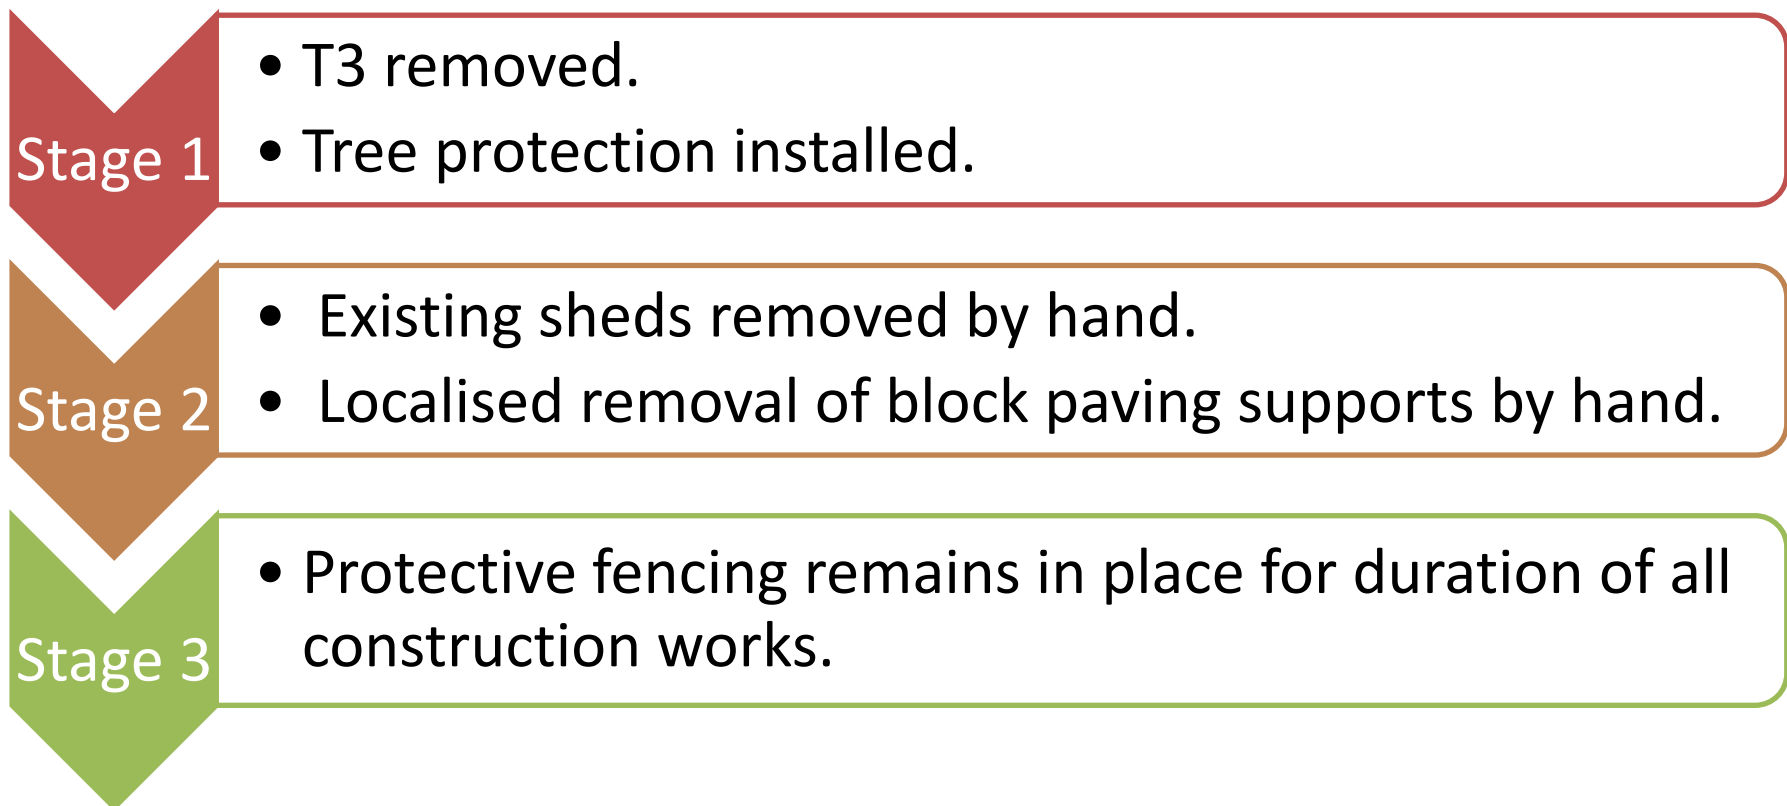 Stage 1
• T3 removed.
• Tree protection installed.
Stage 2
• Existing sheds removed by hand.
• Localised removal of block paving supports by hand.
Stage 3
• Protective fencing remains in place for duration of all
construction works.